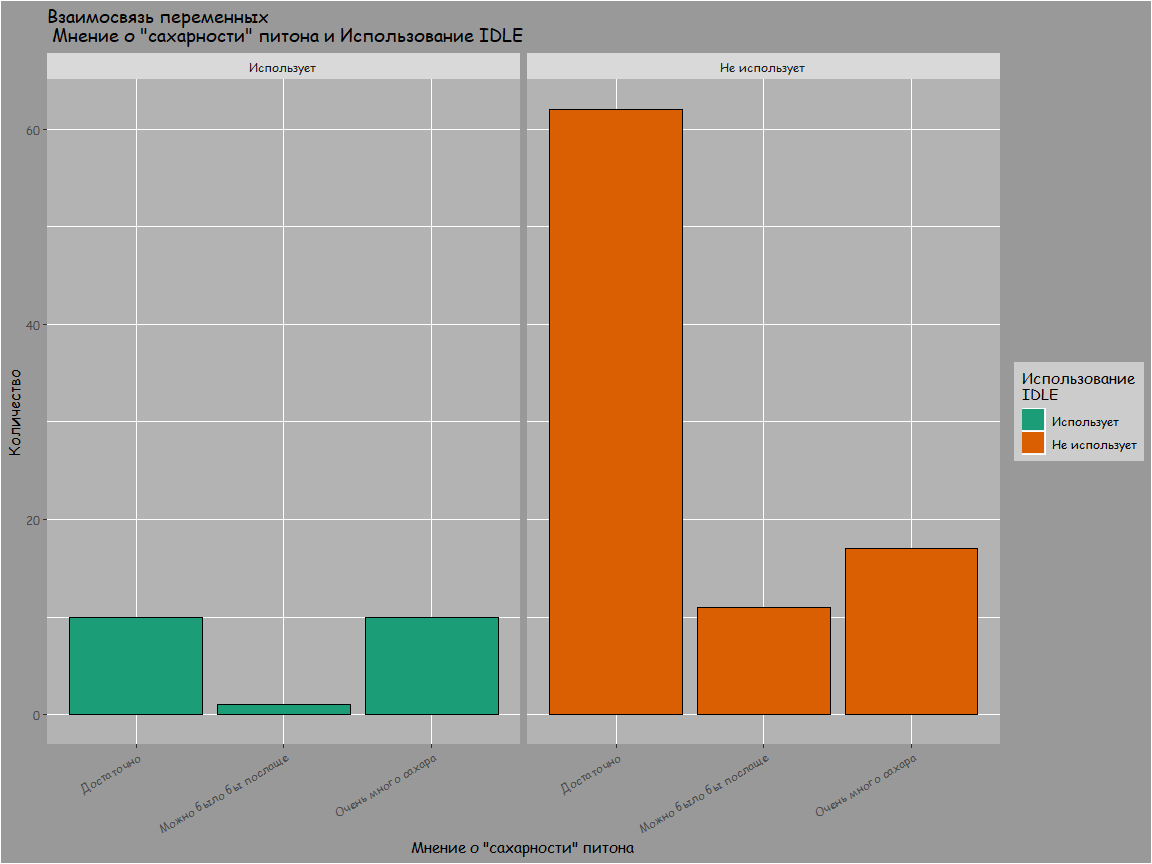 Взаимосвязь переменных
Мнение о "сахарности" питона и Использование IDLE
Использует
Не использует
Количество
60
40
20
0
Достаточно
Можно было бы послаще
Очень много сахара
Достаточно
Можно было бы послаще
Очень много сахара
Мнение о "сахарности" питона
Использование
IDLE
Использует
Не использует